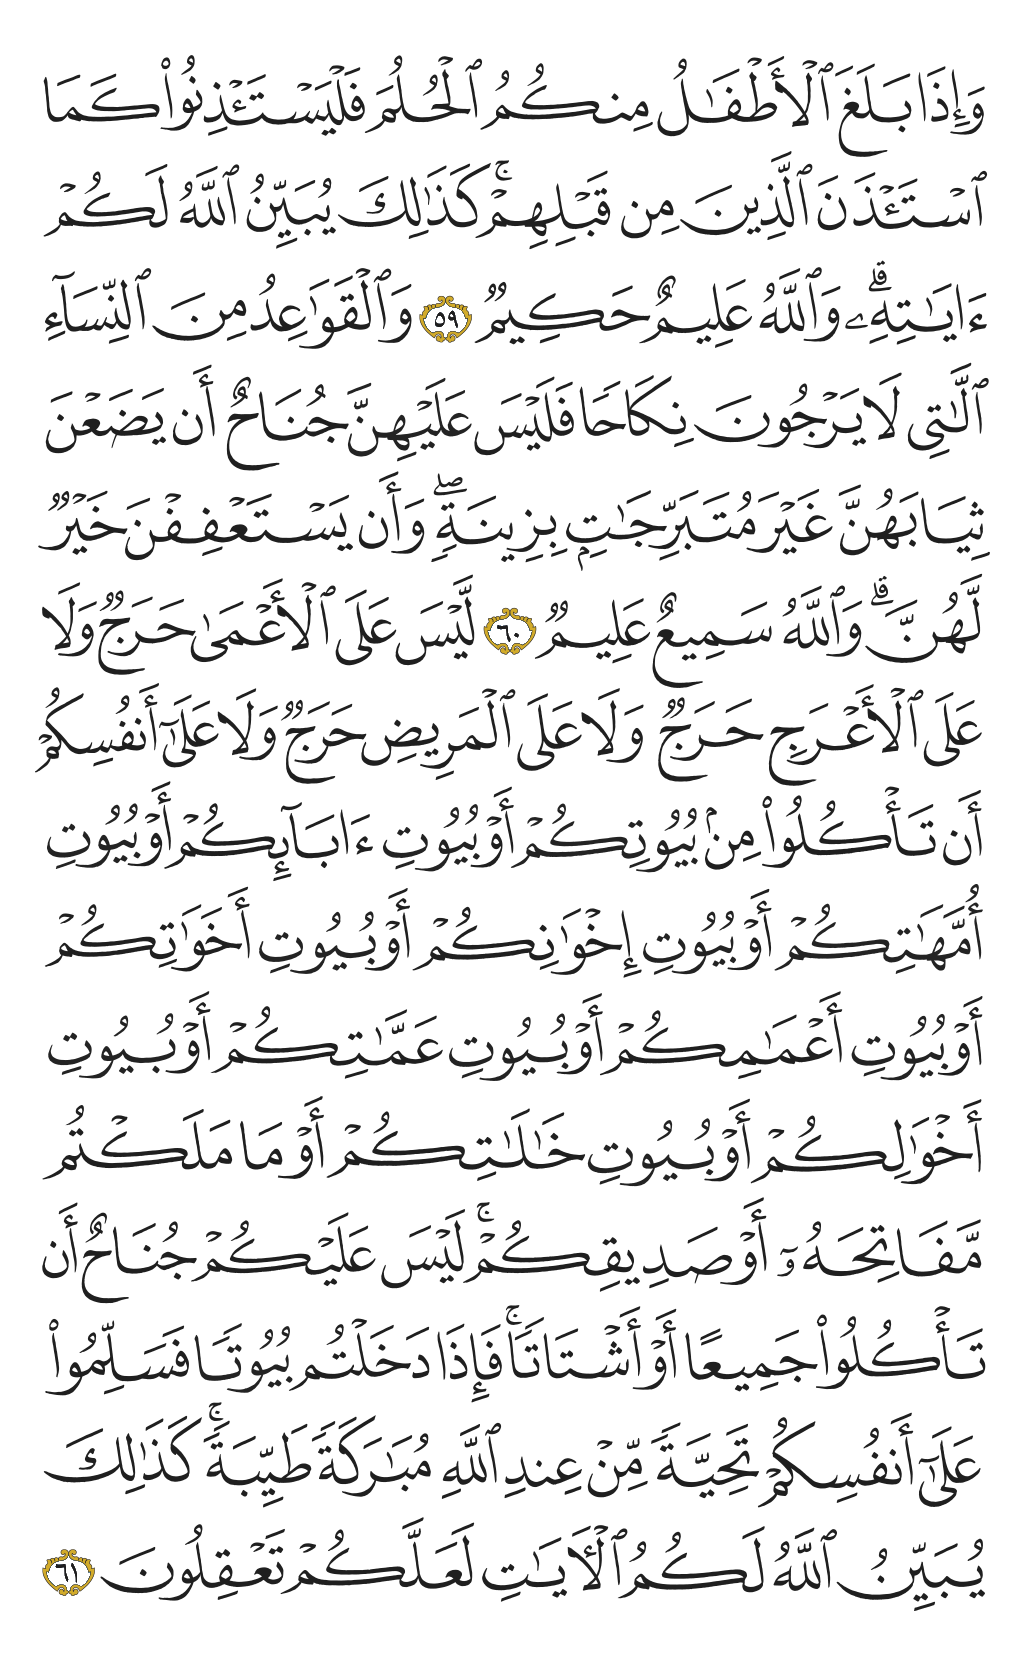 وَإِذَا بَلَغَ ٱلْأَطْفَـٰلُ مِنكُمُ ٱلْحُلُمَ فَلْيَسْتَـْٔذِنُوا۟ كَمَا
ٱسْتَـْٔذَنَ ٱلَّذِينَ مِن قَبْلِهِمْ ۚ كَذَٰلِكَ يُبَيِّنُ ٱللَّهُ لَكُمْ
ءَايَـٰتِهِۦ ۗ وَٱللَّهُ عَلِيمٌ حَكِيمٌ ٥٩ وَٱلْقَوَٰعِدُ مِنَ ٱلنِّسَآءِ
ٱلَّـٰتِى لَا يَرْجُونَ نِكَاحًا فَلَيْسَ عَلَيْهِنَّ جُنَاحٌ أَن يَضَعْنَ
ثِيَابَهُنَّ غَيْرَ مُتَبَرِّجَـٰتٍۭ بِزِينَةٍ ۖ وَأَن يَسْتَعْفِفْنَ خَيْرٌ
لَّهُنَّ ۗ وَٱللَّهُ سَمِيعٌ عَلِيمٌ ٦٠ لَّيْسَ عَلَى ٱلْأَعْمَىٰ حَرَجٌ وَلَا
عَلَى ٱلْأَعْرَجِ حَرَجٌ وَلَا عَلَى ٱلْمَرِيضِ حَرَجٌ وَلَا عَلَىٰٓ أَنفُسِكُمْ
أَن تَأْكُلُوا۟ مِنۢ بُيُوتِكُمْ أَوْ بُيُوتِ ءَابَآئِكُمْ أَوْ بُيُوتِ
أُمَّهَـٰتِكُمْ أَوْ بُيُوتِ إِخْوَٰنِكُمْ أَوْ بُيُوتِ أَخَوَٰتِكُمْ
أَوْ بُيُوتِ أَعْمَـٰمِكُمْ أَوْ بُيُوتِ عَمَّـٰتِكُمْ أَوْ بُيُوتِ
أَخْوَٰلِكُمْ أَوْ بُيُوتِ خَـٰلَـٰتِكُمْ أَوْ مَا مَلَكْتُم
مَّفَاتِحَهُۥٓ أَوْ صَدِيقِكُمْ ۚ لَيْسَ عَلَيْكُمْ جُنَاحٌ أَن
تَأْكُلُوا۟ جَمِيعًا أَوْ أَشْتَاتًا ۚ فَإِذَا دَخَلْتُم بُيُوتًا فَسَلِّمُوا۟
عَلَىٰٓ أَنفُسِكُمْ تَحِيَّةً مِّنْ عِندِ ٱللَّهِ مُبَـٰرَكَةً طَيِّبَةً ۚ كَذَٰلِكَ
يُبَيِّنُ ٱللَّهُ لَكُمُ ٱلْـَٔايَـٰتِ لَعَلَّكُمْ تَعْقِلُونَ ٦١